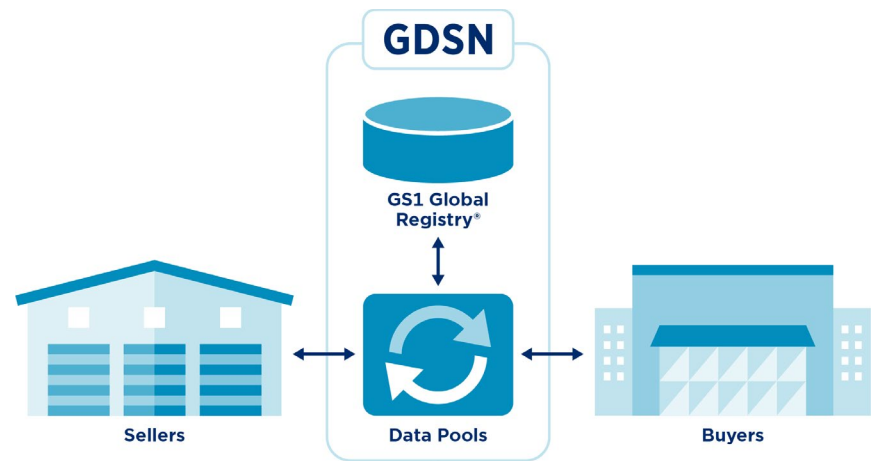 GDSN
GS1 Global
Registry®
Sellers
Data Pools
Buyers